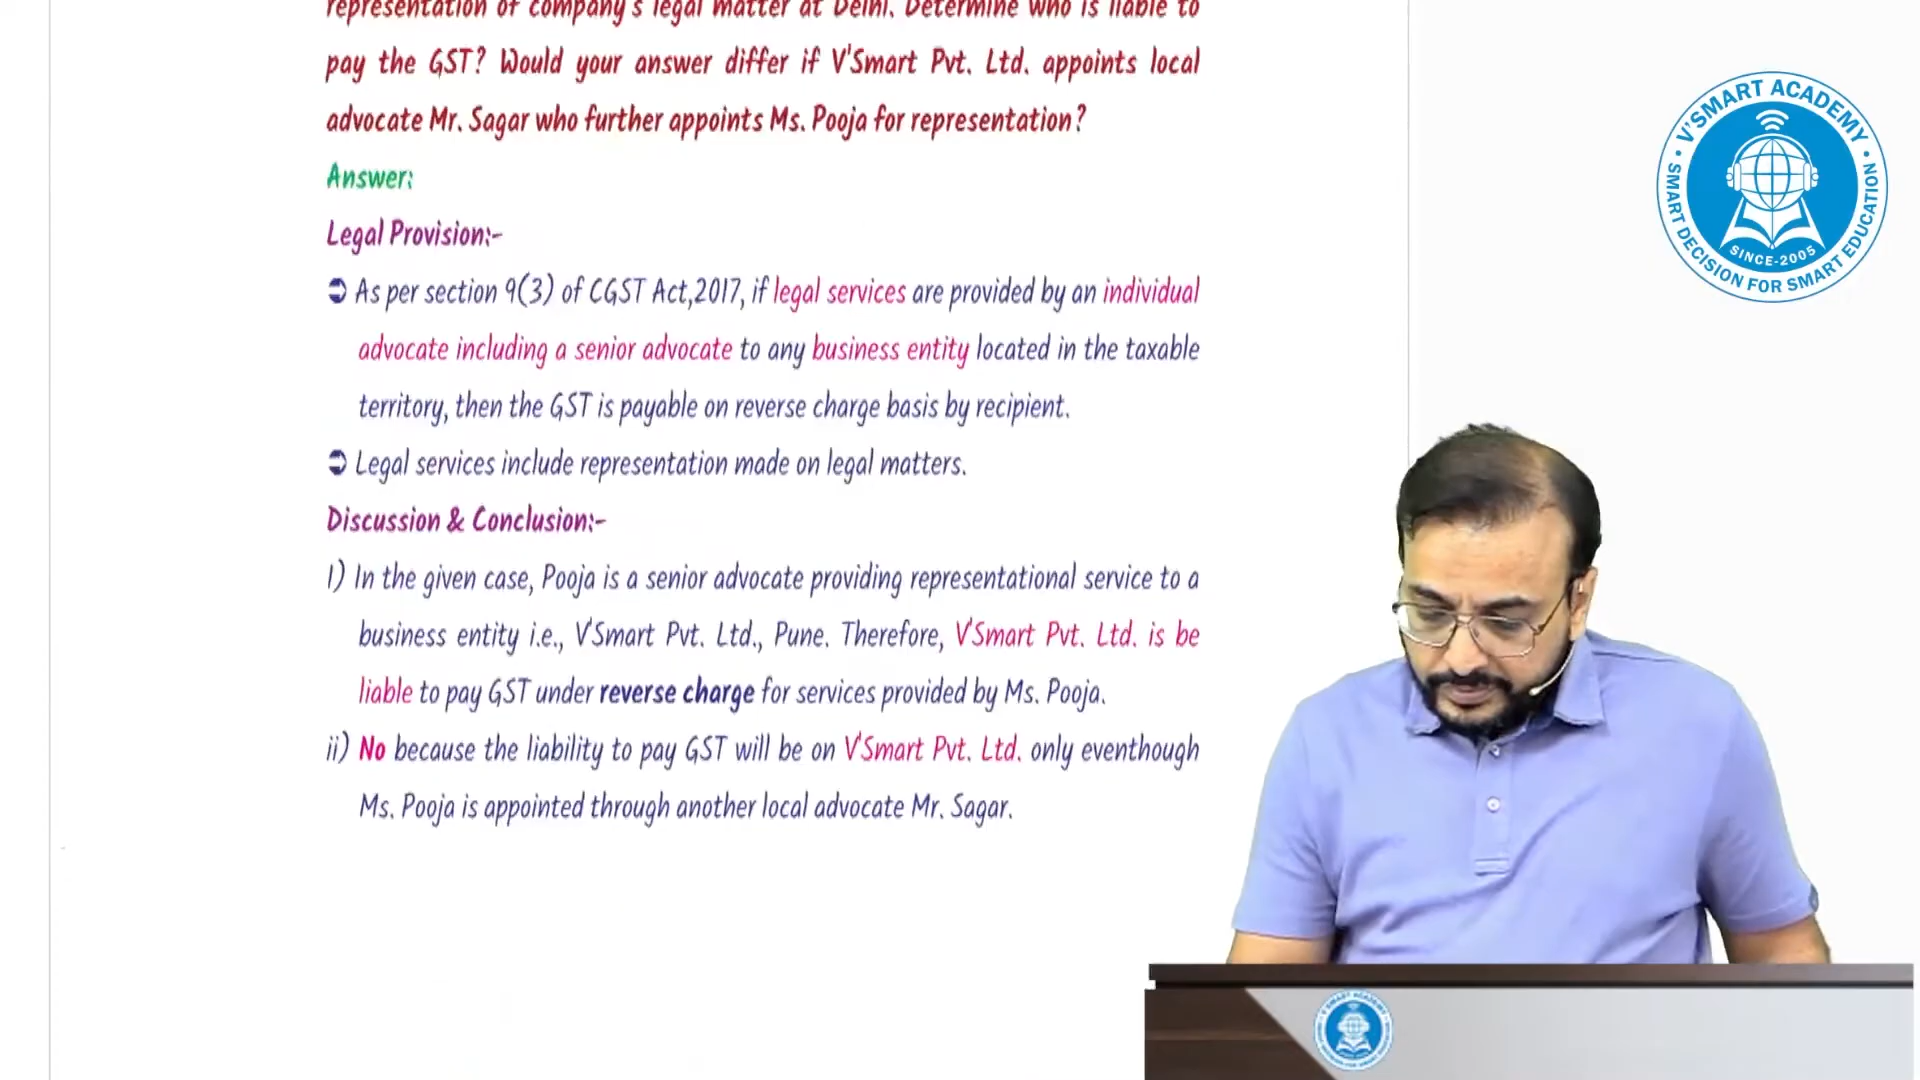 representation of company's legal matter at Delhi. Determine who is liable to
pay the GST? Would your answer differ if V'Smart Pvt. Ltd. appoints local
advocate Mr. Sagar who further appoints Ms. Pooja for representation?
Answer:
Legal Provision:-
➲ As per section 9(3) of CGST Act,2017, if legal services are provided by an individual
advocate including a senior advocate to any business entity located in the taxable
territory, then the GST is payable on reverse charge basis by recipient.
➲ Legal services include representation made on legal matters.
Discussion & Conclusion:-
I) In the given case, Pooja is a senior advocate providing representational service to a
business entity i.e., V'Smart Pvt. Ltd., Pune. Therefore, V'Smart Pvt. Ltd. is be
liable to pay GST under reverse charge for services provided by Ms. Pooja.
ii) No because the liability to pay GST will be on V'Smart Pvt. Ltd. only eventhough
Ms. Pooja is appointed through another local advocate Mr. Sagar.
V'SMART ACADEMY
SINCE-2005
SMART DECISION FOR SMART EDUCATION